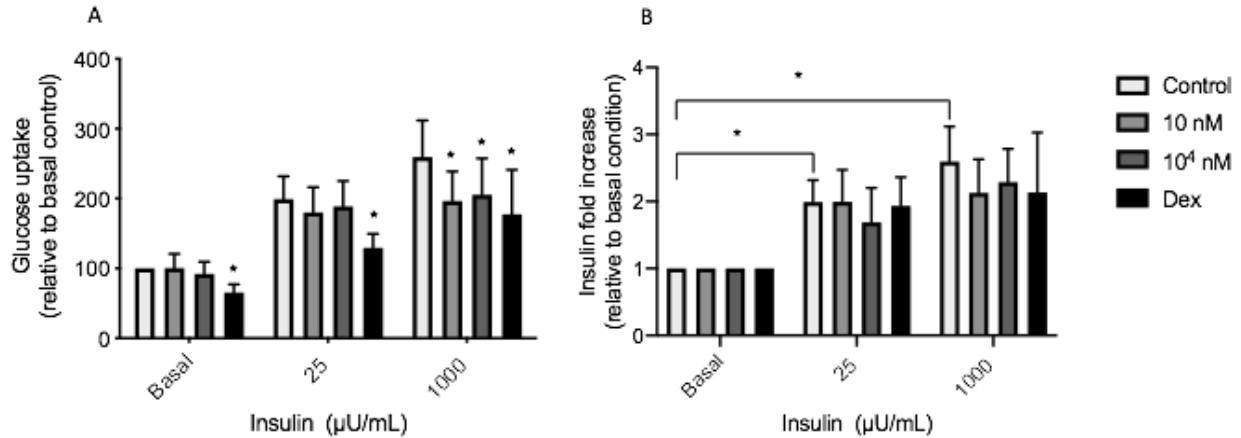 A
Glucose uptake
(relative to basal control)
400
300
200
100
0
*
*
*
*
*
Basal
25
1000
Insulin (µU/mL)
B
Insulin fold increase
(relative to basal condition)
4
3
2
1
0
*
*
Basal
25
1000
Insulin (µU/mL)
Control
10 nM
10⁴ nM
Dex